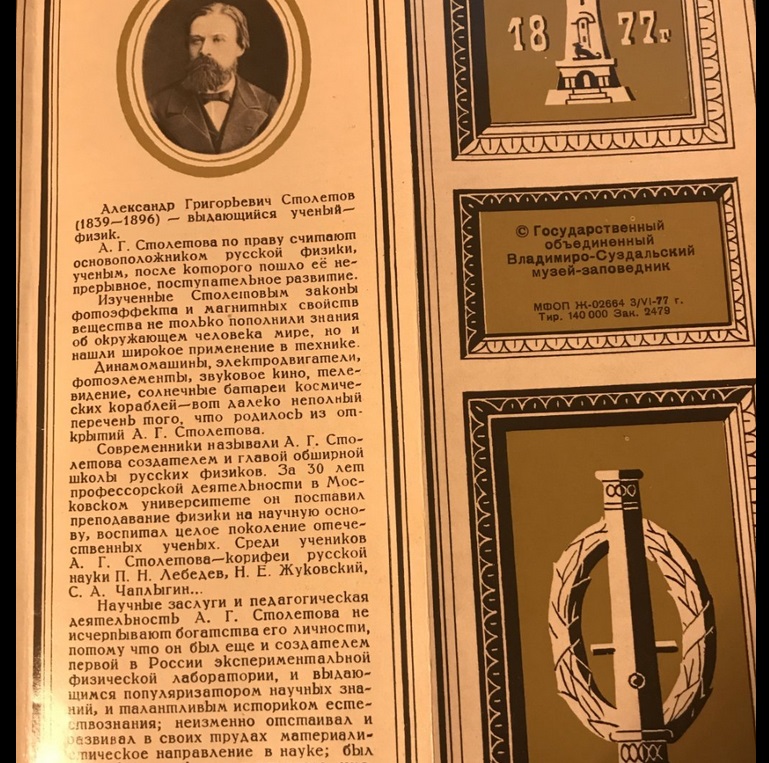 Александр Григорьевич Столетов
(1839—1896) — выдающийся ученый—
физик.
А. Г. Столетова по праву считают
основоположником русской физики,
ученым, после которого пошло её не-
прерывное, поступательное развитие.
Изученные Столетовым законы
фотоэффекта и магнитных свойств
вещества не только пополнили знания
об окружающем человека мире, но и
нашли широкое применение в технике.
Динамомашины, электродвигатели,
фотоэлементы, звуковое кино, теле-
видение, солнечные батареи космиче-
ских кораблей—вот далеко неполный
перечень того, что родилось из от-
крытий А. Г. Столетова.
Современники называли А. Г. Сто-
летова создателем и главой обширной
школы русских физиков. За 30 лет
профессорской деятельности в Мос-
ковском университете он поставил
преподавание физики на научную осно-
ву, воспитал целое поколение отече-
ственных ученых. Среди учеников
А. Г. Столетова—корифеи русской
науки П. Н. Лебедев, Н. Е. Жуковский,
С. А. Чаплыгин...
Научные заслуги и педагогическая
деятельность А. Г. Столетова не
исчерпывают богатства его личности,
потому что он был еще и создателем
первой в России экспериментальной
физической лаборатории, и выдаю-
щимся популяризатором научных зна-
ний, и талантливым историком есте-
ствознания; неизменно отстаивал и
развивал в своих трудах материали-
стическое направление в науке; был
1877г.
© Государственный
объединенный
Владимиро-Суздальский
музей-заповедник
МФОП Ж-02664 3/VI-77 г.
Тир. 140 000 Зак. 2479